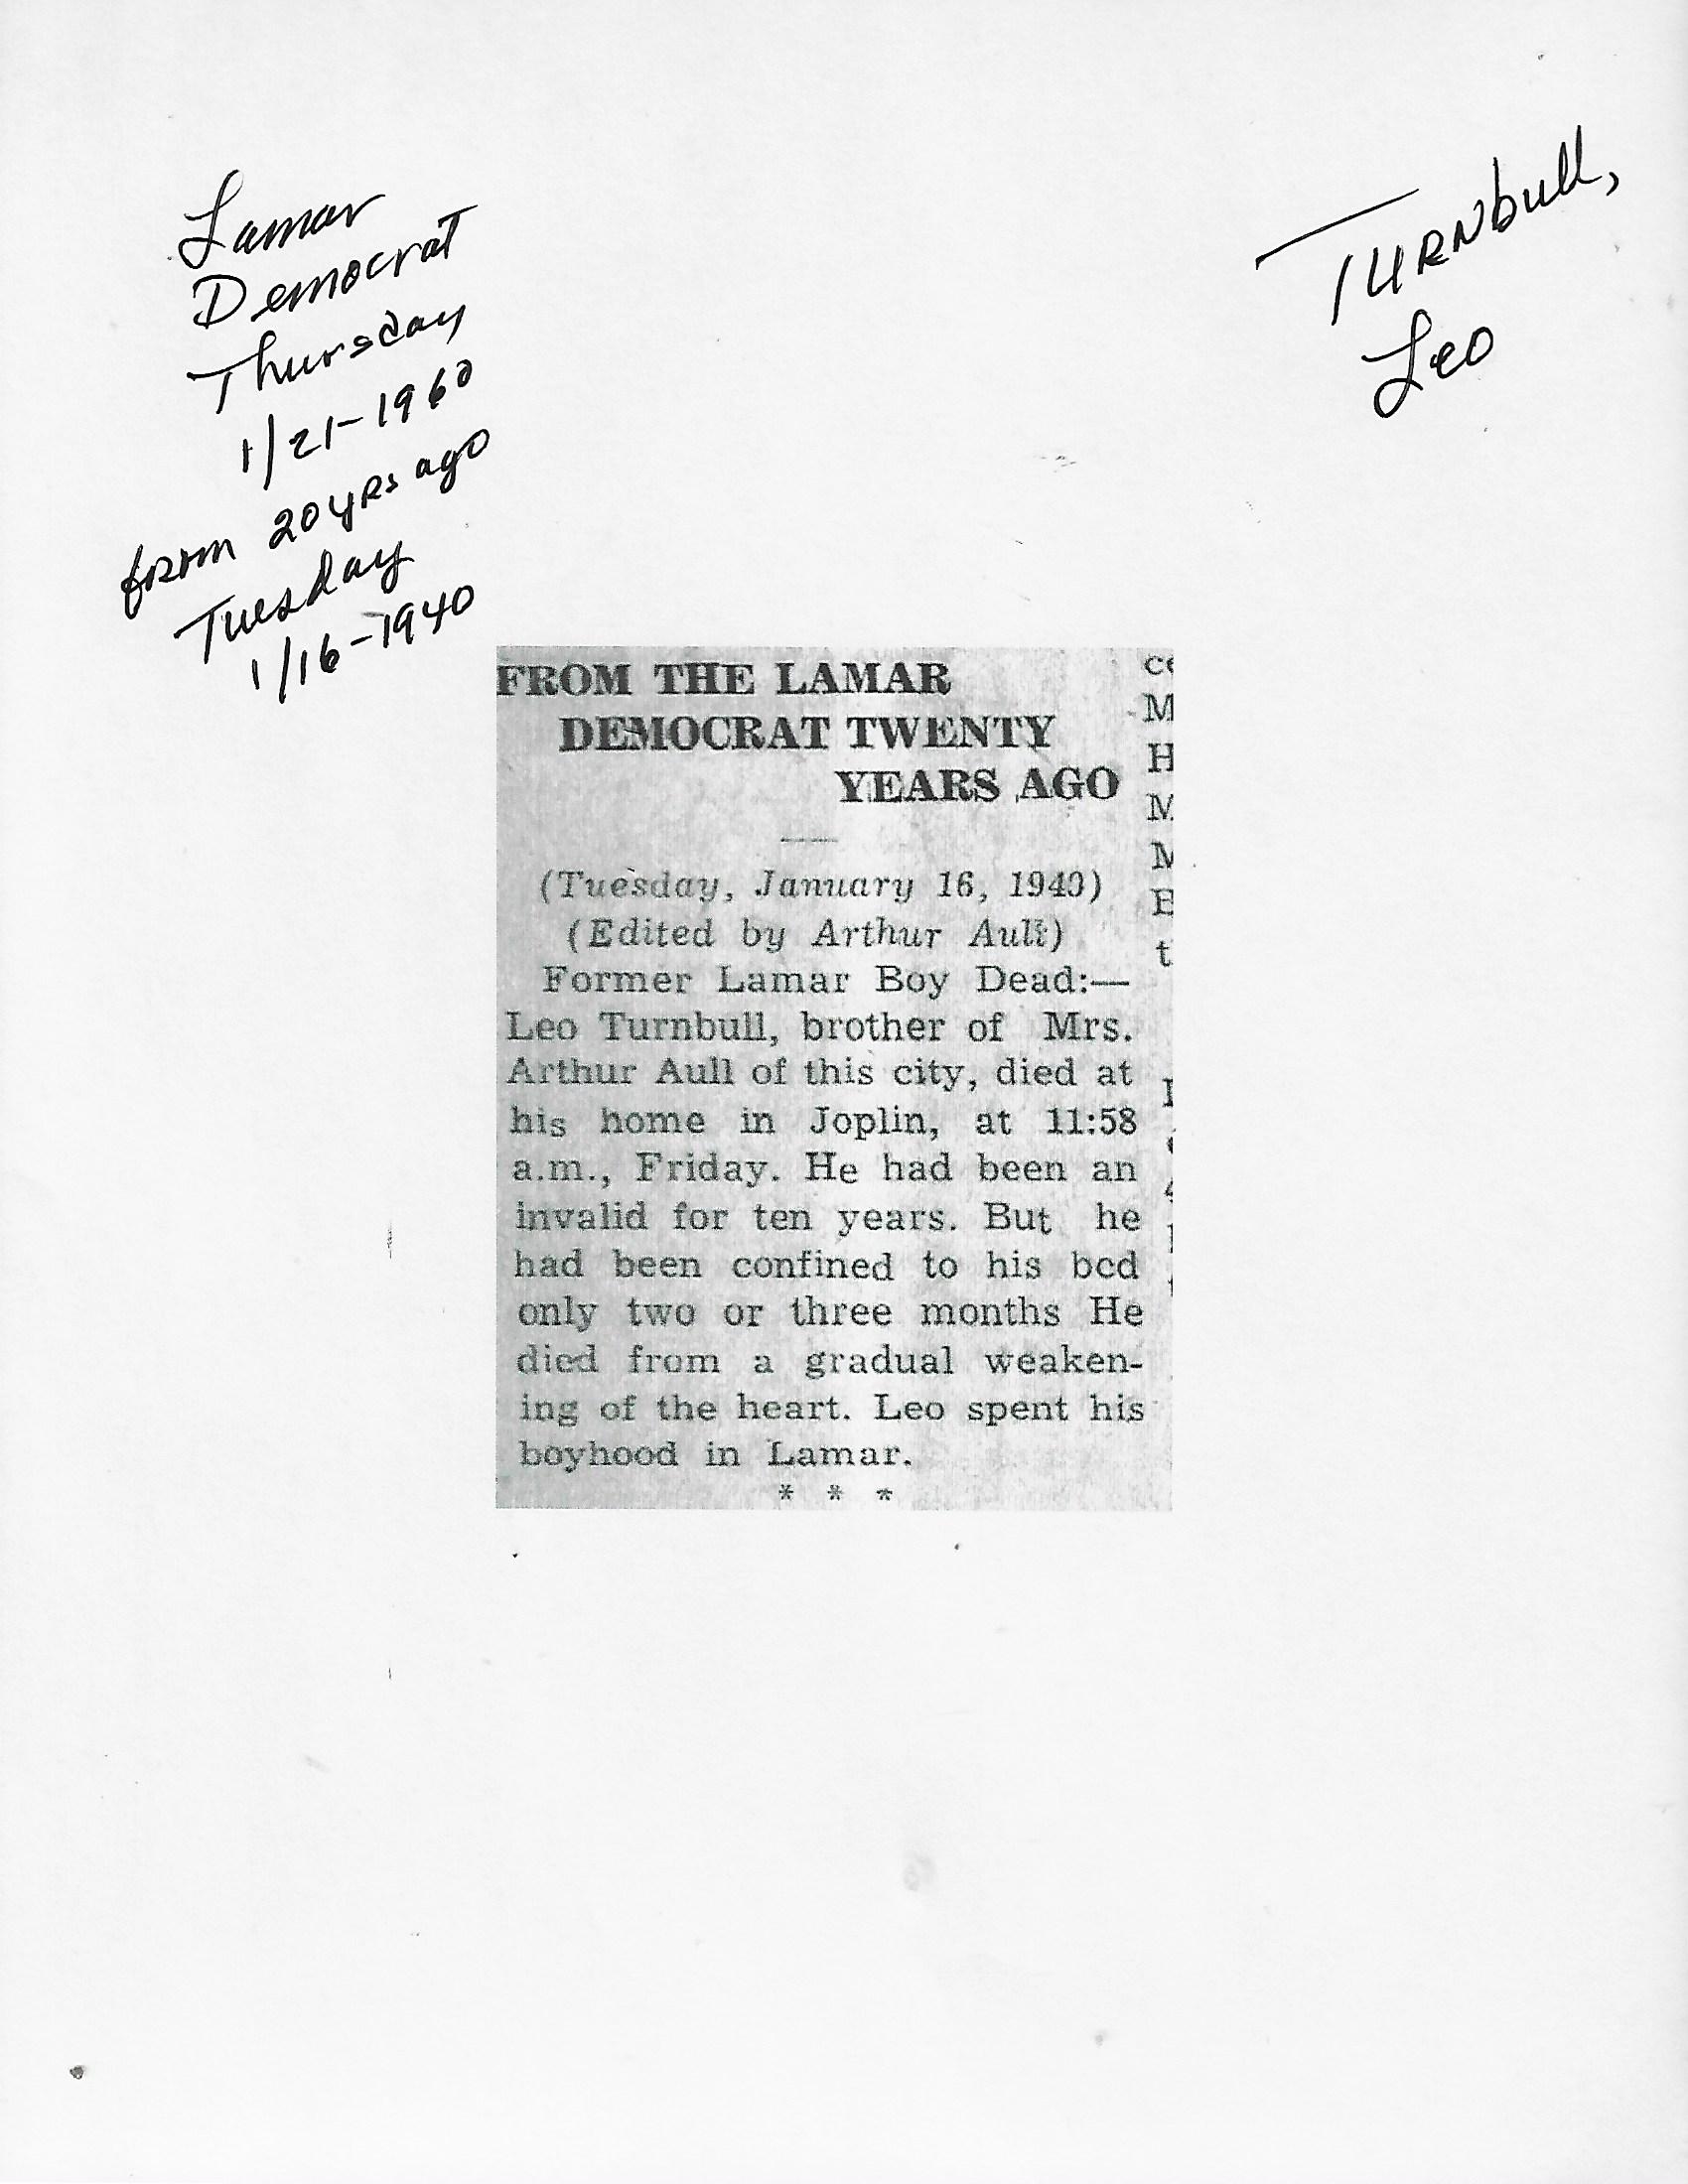 Lamar
Democrat
Thursday
1/21-1960
from 20 yRs ago
Tuesday
1/16-1940
TURNbull,
Leo
FROM THE LAMAR
DEMOCRAT TWENTY
YEARS AGO
(Tuesday, January 16, 1940)
(Edited by Arthur Aull)
Former Lamar Boy Dead:—
Leo Turnbull, brother of Mrs.
Arthur Aull of this city, died at
his home in Joplin, at 11:58
a.m., Friday. He had been an
invalid for ten years. But he
had been confined to his bed
only two or three months He
died from a gradual weaken-
ing of the heart. Leo spent his
boyhood in Lamar.
* * *